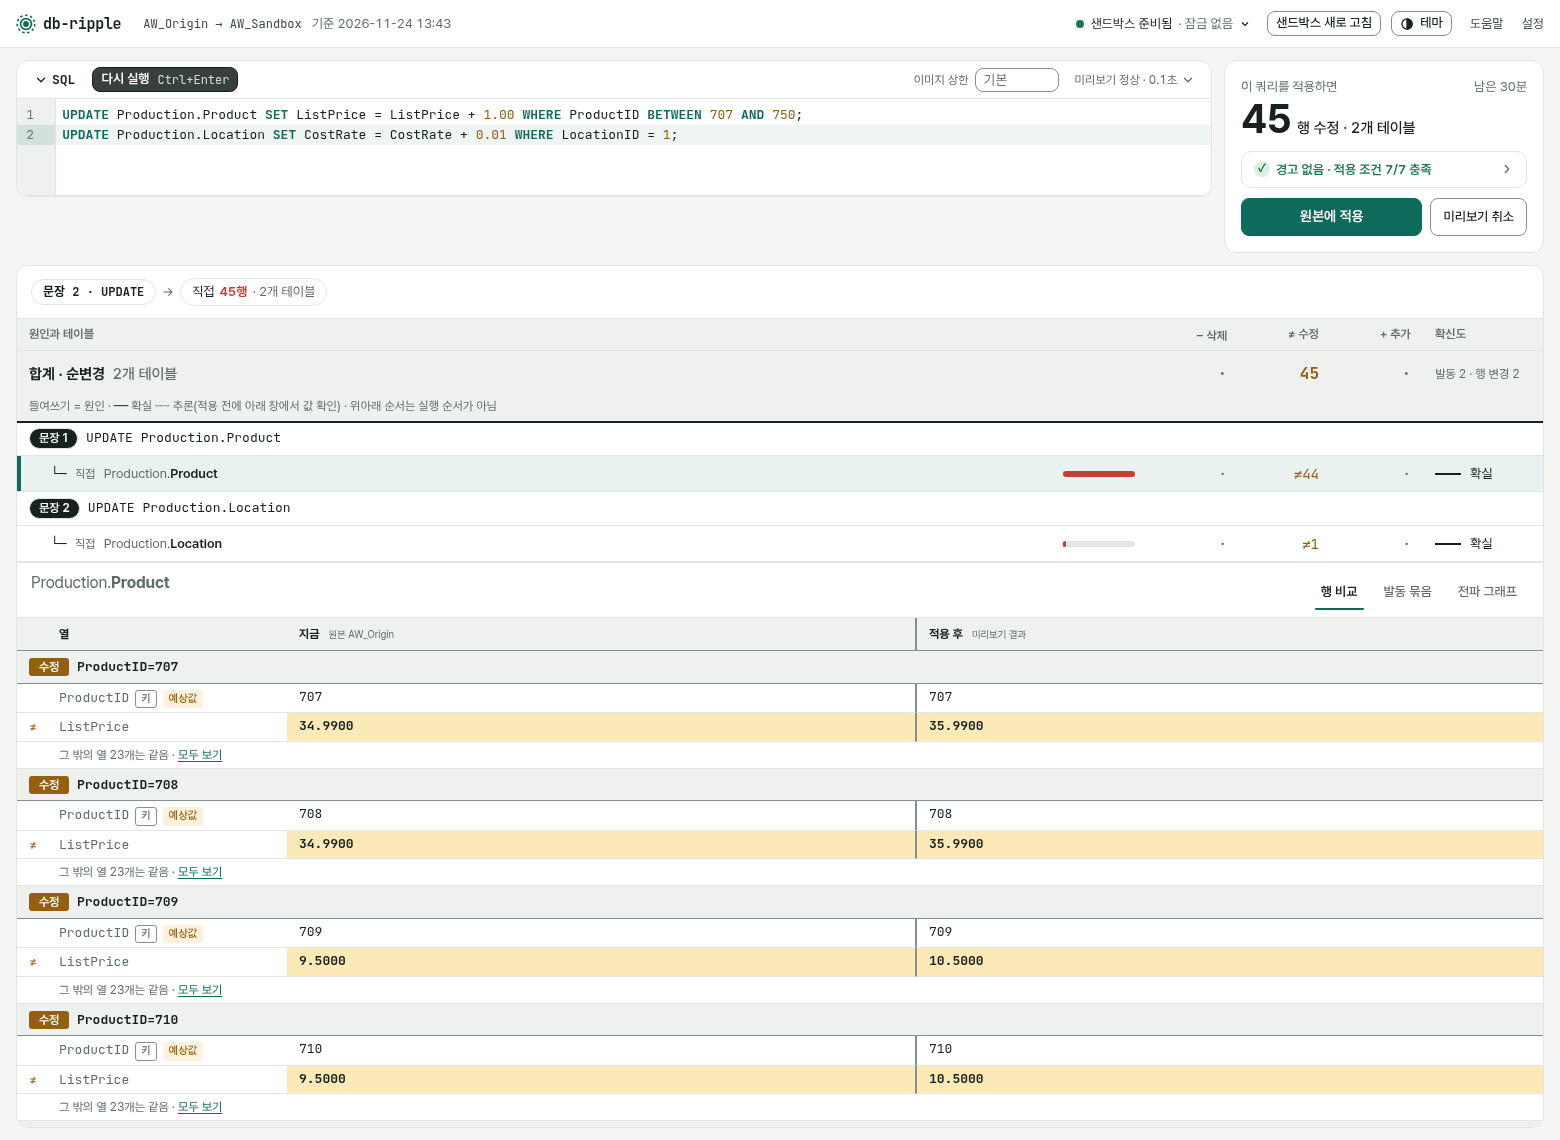 db-ripple AW_Origin → AW_Sandbox 기준 2026-11-24 13:43 샌드박스 준비됨 · 잠금 없음 샌드박스 새로 고침 테마 도움말 설정
SQL 다시 실행 Ctrl+Enter 이미지 상한 기본 미리보기 정상 · 0.1초
1 UPDATE Production.Product SET ListPrice = ListPrice + 1.00 WHERE ProductID BETWEEN 707 AND 750;
2 UPDATE Production.Location SET CostRate = CostRate + 0.01 WHERE LocationID = 1;
이 쿼리를 적용하면 남은 30분
45 행 수정 · 2개 테이블
✓ 경고 없음 · 적용 조건 7/7 충족
원본에 적용 미리보기 취소
문장 2 · UPDATE → 직접 45행 · 2개 테이블
원인과 테이블 − 삭제 ≠ 수정 + 추가 확신도
합계 · 순변경 2개 테이블 · 45 · 발동 2 · 행 변경 2
들여쓰기 = 원인 · ── 확실 ┈┈ 추론(적용 전에 아래 창에서 값 확인) · 위아래 순서는 실행 순서가 아님
문장 1 UPDATE Production.Product
└─ 직접 Production.Product · ≠44 · 확실
문장 2 UPDATE Production.Location
└─ 직접 Production.Location · ≠1 · 확실
Production.Product 행 비교 발동 묶음 전파 그래프
열 지금 원본 AW_Origin 적용 후 미리보기 결과
수정 ProductID=707
ProductID 키 예상값 707 707
≠ ListPrice 34.9900 35.9900
그 밖의 열 23개는 같음 · 모두 보기
수정 ProductID=708
ProductID 키 예상값 708 708
≠ ListPrice 34.9900 35.9900
그 밖의 열 23개는 같음 · 모두 보기
수정 ProductID=709
ProductID 키 예상값 709 709
≠ ListPrice 9.5000 10.5000
그 밖의 열 23개는 같음 · 모두 보기
수정 ProductID=710
ProductID 키 예상값 710 710
≠ ListPrice 9.5000 10.5000
그 밖의 열 23개는 같음 · 모두 보기